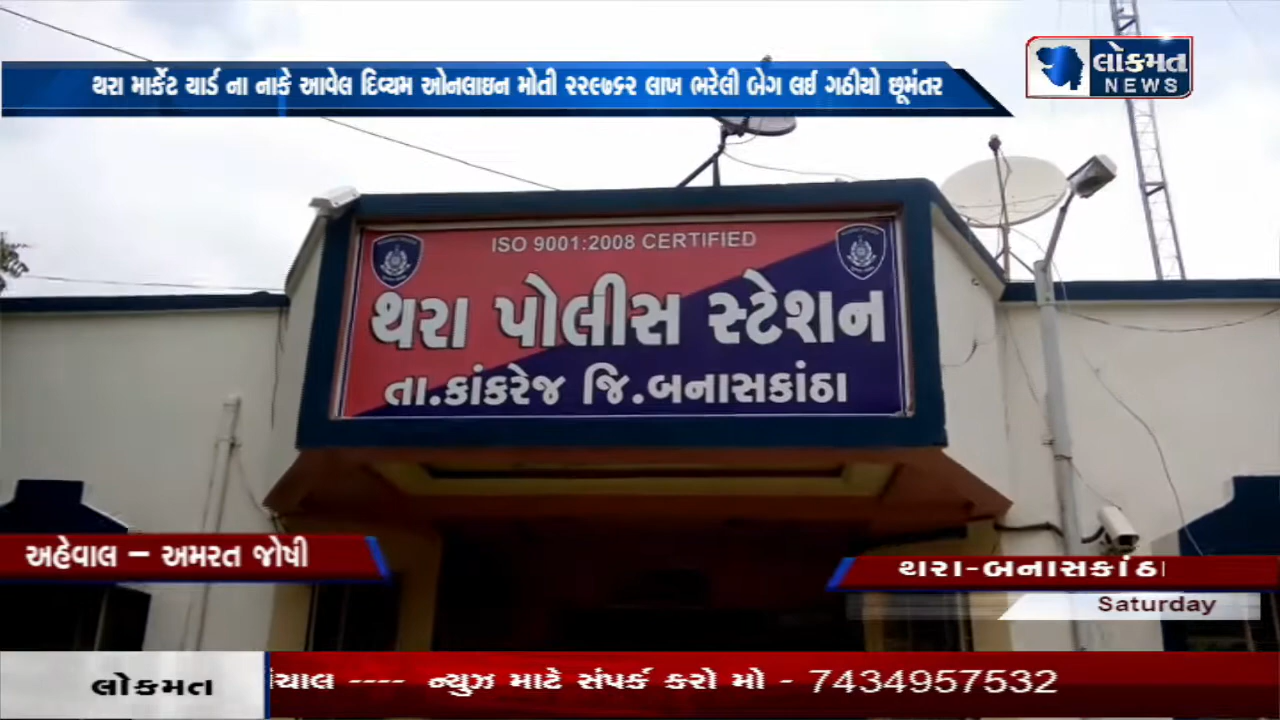 થરા માર્કેટ યાર્ડ ના નાકે આવેલ દિવ્યમ ઓનલાઇન મોતી ૨૨૯૭૬૨ લાખ ભરેલી બેગ લઈ ગઠીયો છૂમંતર
લોકમત
NEWS
ISO 9001:2008 CERTIFIED
થરા પોલીસ સ્ટેશન
તા.કાંકરેજ જિ.બનાસકાંઠા
અહેવાલ – અમરત જોષી
થરા-બનાસકાંઠા
Saturday
લોકમત
ંચાલ ---- ન્યુઝ માટે સંપર્ક કરો મો - 7434957532